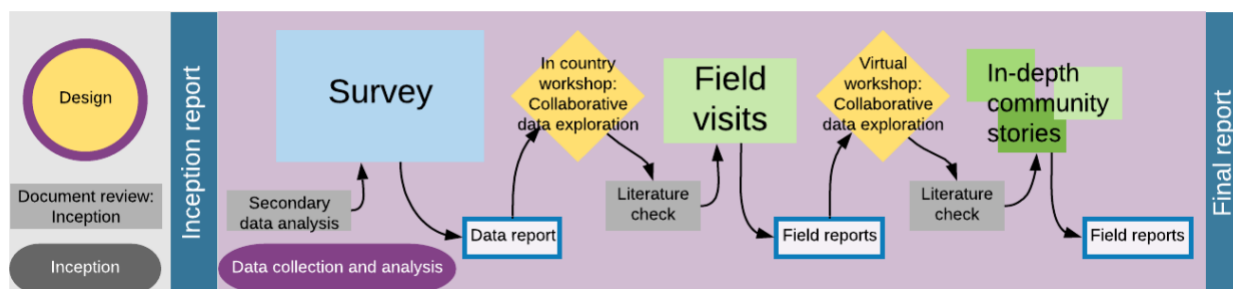 Design
Document review:
Inception
Inception
Inception report
Survey
Secondary
data analysis
Data report
In country
workshop:
Collaborative
data exploration
Literature
check
Field
visits
Field reports
Virtual
workshop:
Collaborative
data exploration
Literature
check
In-depth
community
stories
Field reports
Data collection and analysis
Final report